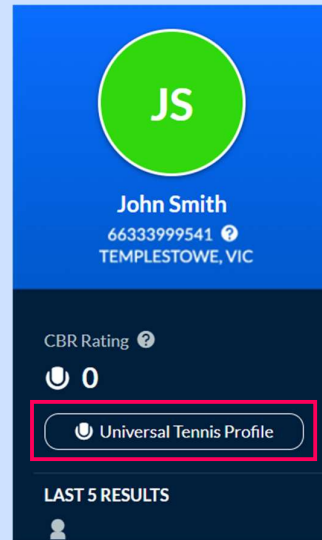 JS
John Smith
66333999541 ?
TEMPLESTOWE, VIC
CBR Rating ?
0
Universal Tennis Profile
LAST 5 RESULTS